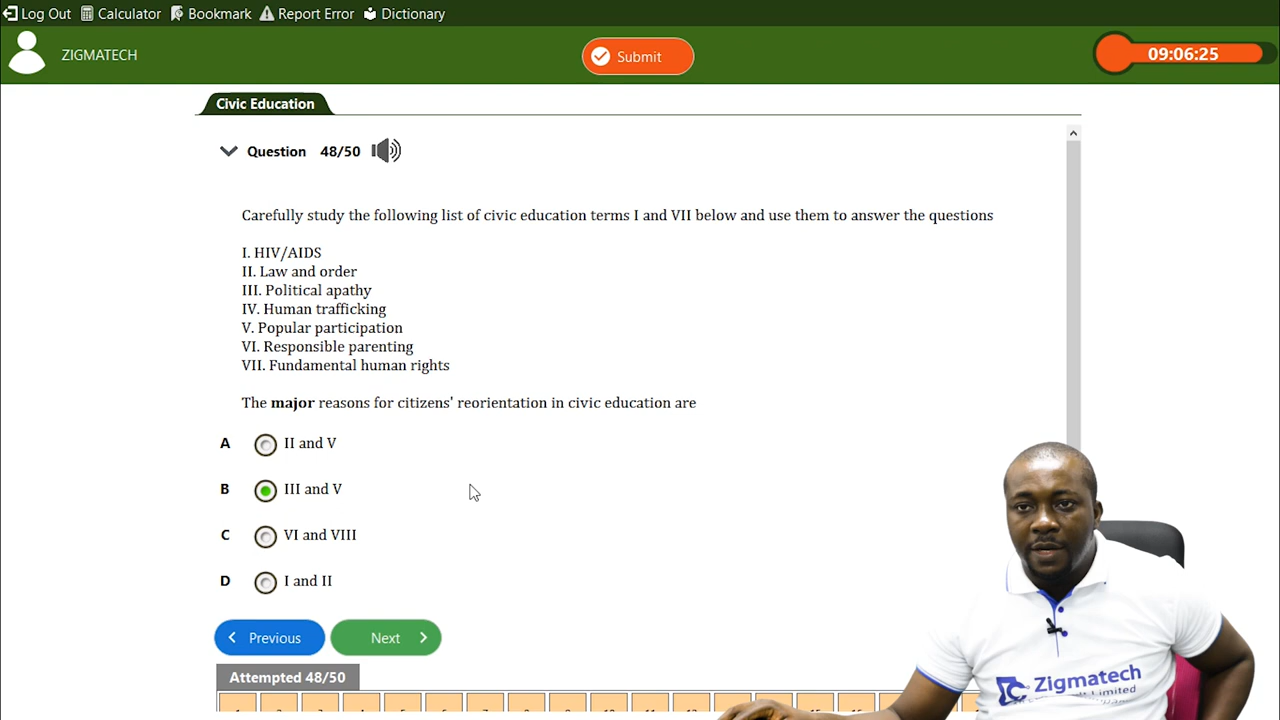 Log Out Calculator Bookmark Report Error Dictionary
ZIGMATECH
Submit
09:06:25
Civic Education
Question 48/50
Carefully study the following list of civic education terms I and VII below and use them to answer the questions
I. HIV/AIDS
II. Law and order
III. Political apathy
IV. Human trafficking
V. Popular participation
VI. Responsible parenting
VII. Fundamental human rights
The major reasons for citizens' reorientation in civic education are
A II and V
B III and V
C VI and VIII
D I and II
Previous Next
Attempted 48/50
Zigmatech
Limited